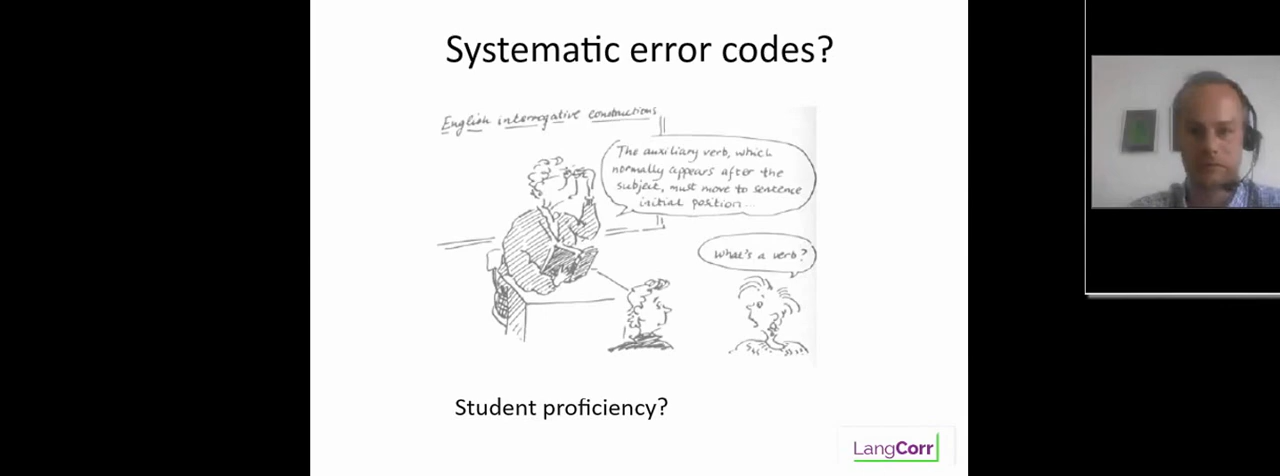 Systematic error codes?
English interrogative constructions
The auxiliary verb, which
normally appears after the
subject, must move to sentence
initial position...
What's a verb?
Student proficiency?
LangCorr